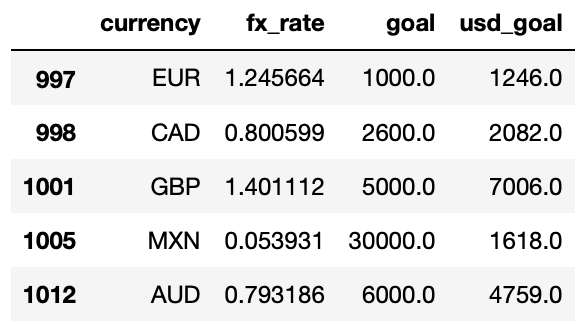 currency fx_rate goal usd_goal
997 EUR 1.245664 1000.0 1246.0
998 CAD 0.800599 2600.0 2082.0
1001 GBP 1.401112 5000.0 7006.0
1005 MXN 0.053931 30000.0 1618.0
1012 AUD 0.793186 6000.0 4759.0